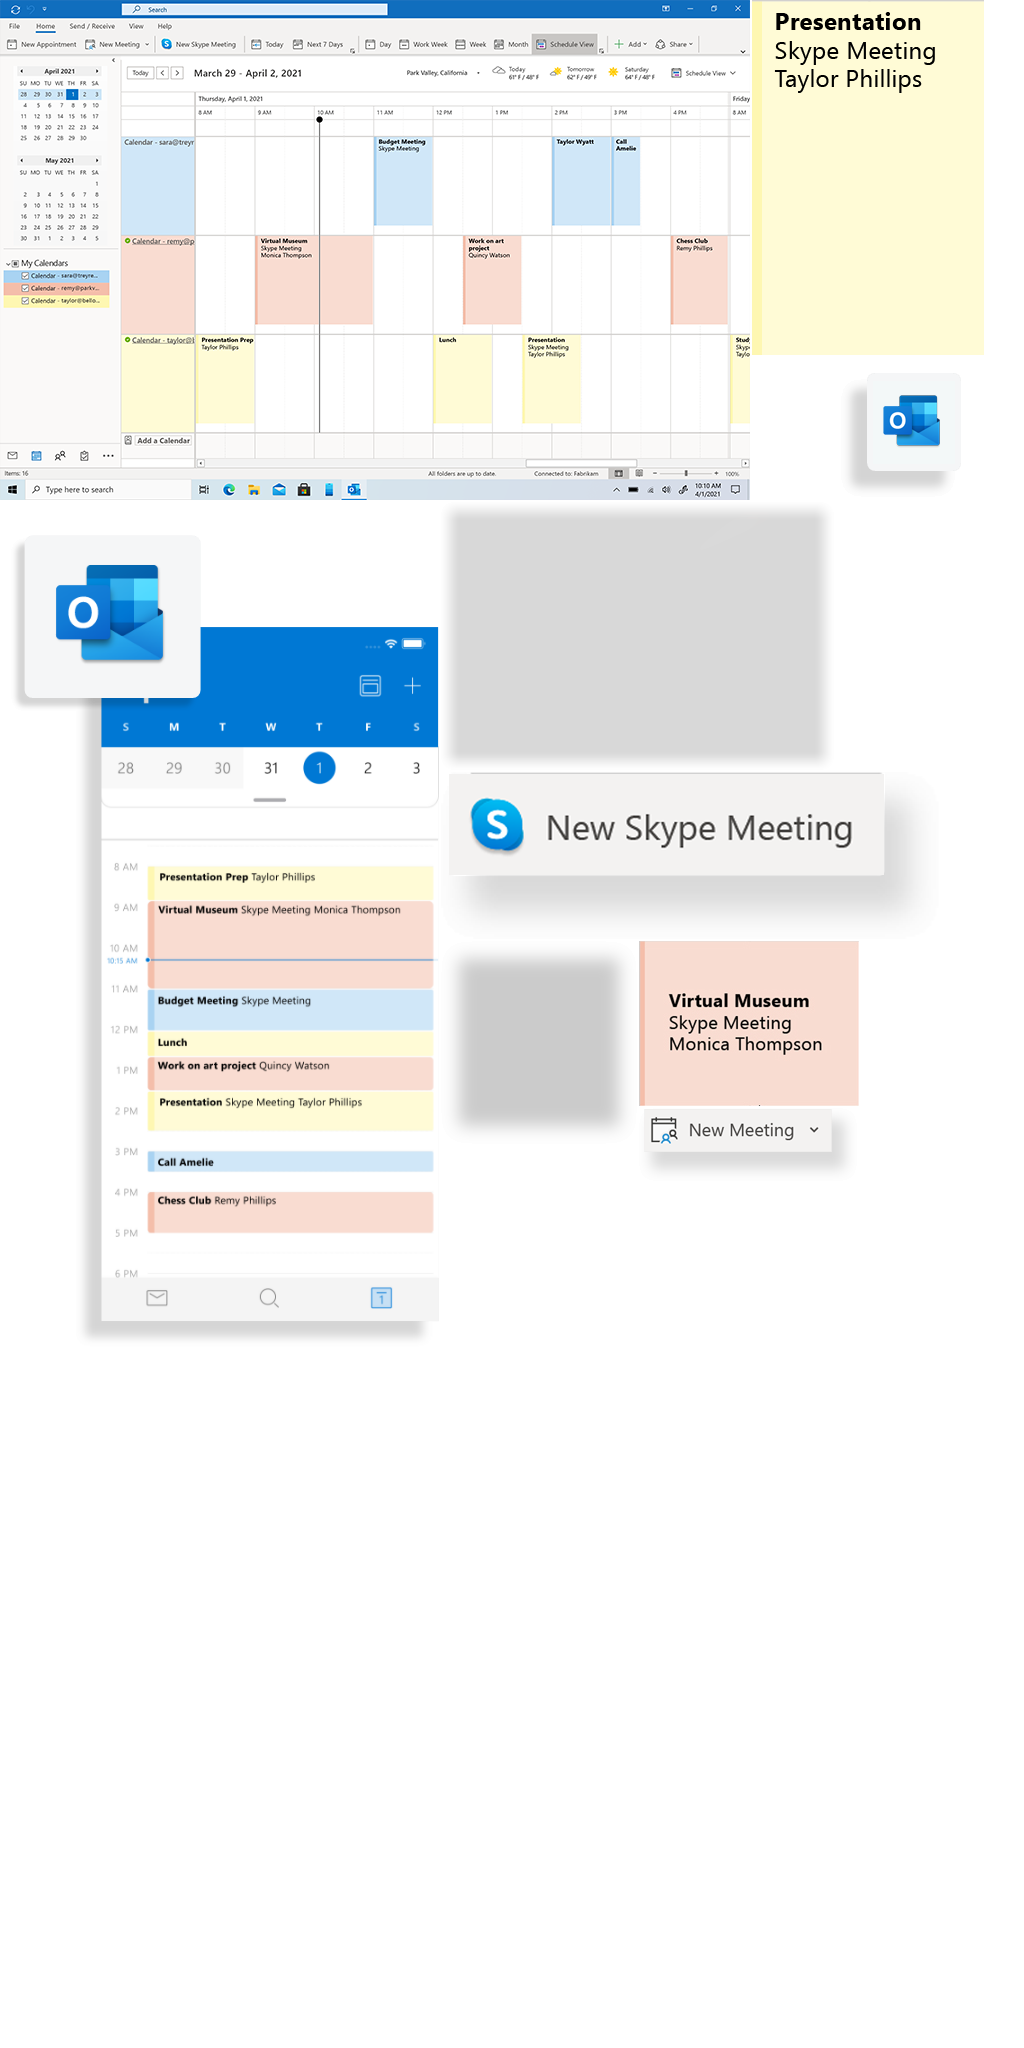 Search
File Home Send / Receive View Help
New Appointment New Meeting New Skype Meeting Today Next 7 Days Day Work Week Week Month Schedule View Add Share
April 2021
SU MO TU WE TH FR SA
28 29 30 31 1 2 3
4 5 6 7 8 9 10
11 12 13 14 15 16 17
18 19 20 21 22 23 24
25 26 27 28 29 30
May 2021
SU MO TU WE TH FR SA
1
2 3 4 5 6 7 8
9 10 11 12 13 14 15
16 17 18 19 20 21 22
23 24 25 26 27 28 29
30 31 1 2 3 4 5
My Calendars
Calendar - sara@treyre...
Calendar - remy@parkv...
Calendar - taylor@bello...
Today March 29 - April 2, 2021
Park Valley, California
Today
61° F / 48° F
Tomorrow
62° F / 49° F
Saturday
64° F / 48° F
Schedule View
Thursday, April 1, 2021 Friday
8 AM 9 AM 10 AM 11 AM 12 PM 1 PM 2 PM 3 PM 4 PM 8 AM
Calendar - sara@treyr
Budget Meeting
Skype Meeting
Taylor Wyatt
Call
Amelie
Calendar - remy@p
Virtual Museum
Skype Meeting
Monica Thompson
Work on art
project
Quincy Watson
Chess Club
Remy Phillips
Calendar - taylor@l
Presentation Prep
Taylor Phillips
Lunch
Presentation
Skype Meeting
Taylor Phillips
Stud
Skyp
Taylo
Add a Calendar
Items: 16 All folders are up to date. Connected to: Fabrikam 100%
Type here to search
10:10 AM
4/1/2021
Presentation
Skype Meeting
Taylor Phillips
O
O
S M T W T F S
28 29 30 31 1 2 3
8 AM
Presentation Prep Taylor Phillips
9 AM
Virtual Museum Skype Meeting Monica Thompson
10 AM
10:15 AM
11 AM
Budget Meeting Skype Meeting
12 PM
Lunch
Work on art project Quincy Watson
1 PM
Presentation Skype Meeting Taylor Phillips
2 PM
3 PM
Call Amelie
4 PM
Chess Club Remy Phillips
5 PM
6 PM
1
S New Skype Meeting
Virtual Museum
Skype Meeting
Monica Thompson
New Meeting